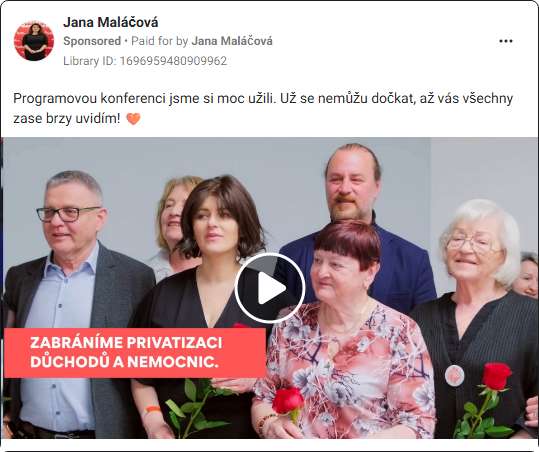 Jana Maláčová
Sponsored • Paid for by Jana Maláčová
Library ID: 1696959480909962
Programovou konferenci jsme si moc užili. Už se nemůžu dočkat, až vás všechny
zase brzy uvidím! ❤️
ZABRÁNÍME PRIVATIZACI
DŮCHODŮ A NEMOCNIC.